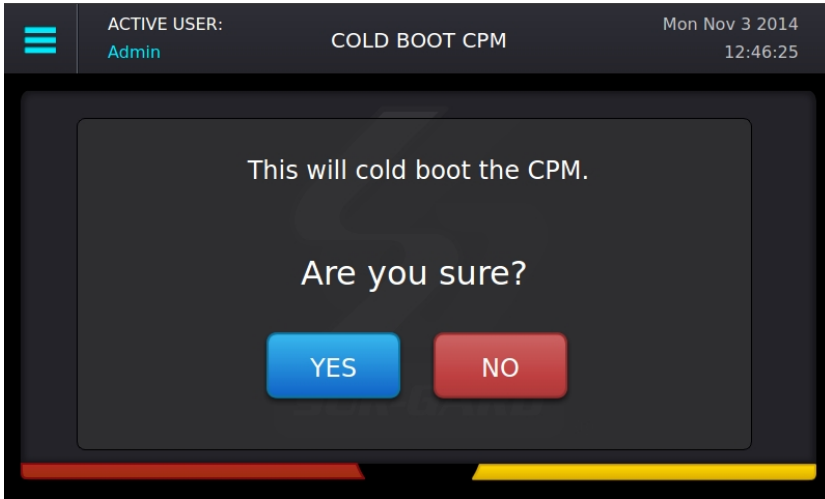 ACTIVE USER:
Admin
COLD BOOT CPM
Mon Nov 3 2014
12:46:25
This will cold boot the CPM.
Are you sure?
YES
NO